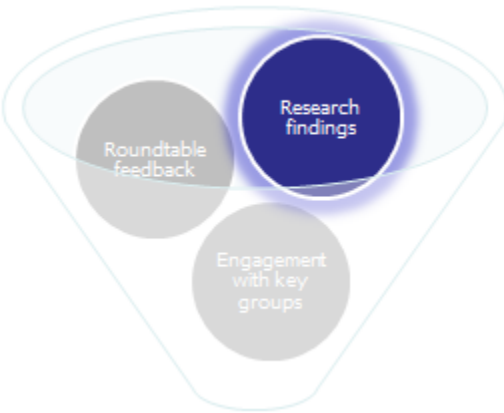 Research
findings
Roundtable
feedback
Engagement
with key
groups